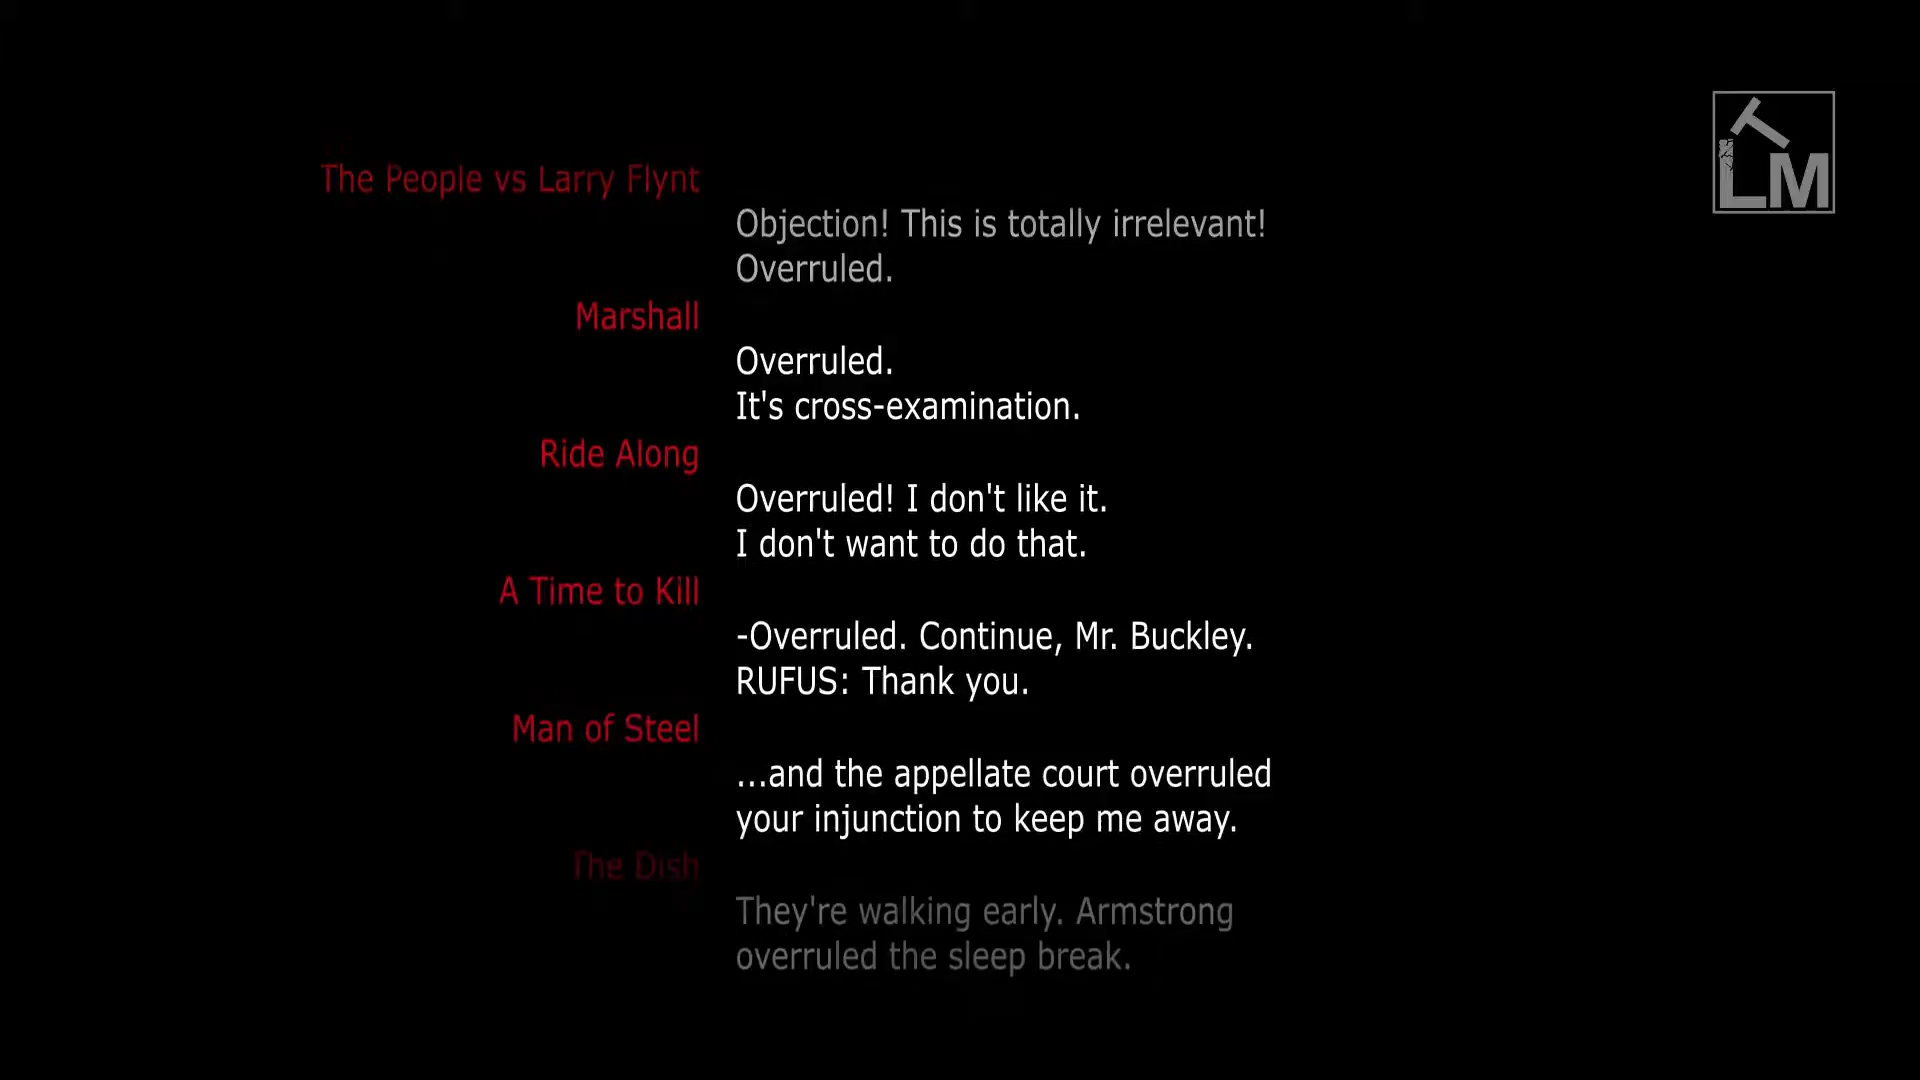 The People vs Larry Flynt
Objection! This is totally irrelevant!
Overruled.
Marshall
Overruled.
It's cross-examination.
Ride Along
Overruled! I don't like it.
I don't want to do that.
A Time to Kill
-Overruled. Continue, Mr. Buckley.
RUFUS: Thank you.
Man of Steel
...and the appellate court overruled
your injunction to keep me away.
The Dish
They're walking early. Armstrong
overruled the sleep break.
LTM